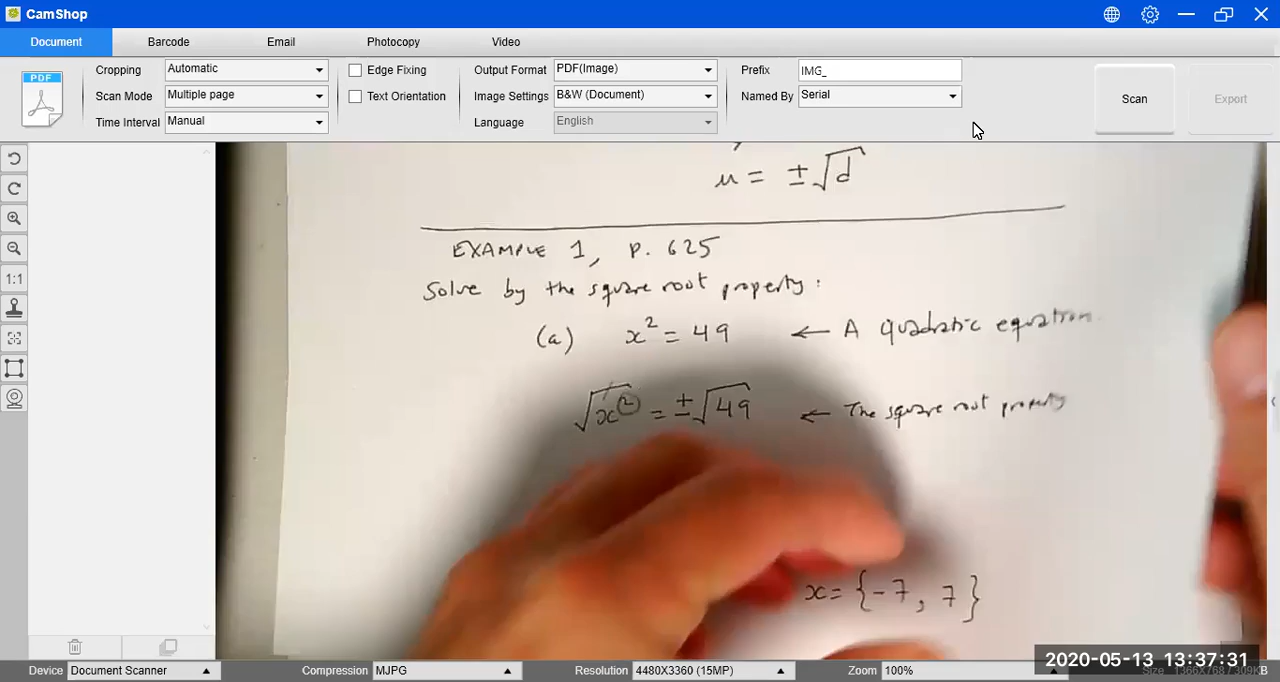 CamShop
Document Barcode Email Photocopy Video
PDF
Cropping Automatic Edge Fixing Output Format PDF(Image) Prefix IMG_
Scan Mode Multiple page Text Orientation Image Settings B&W (Document) Named By Serial Scan Export
Time Interval Manual Language English
1:1
u = ±√d
EXAMPLE 1, P. 625
Solve by the square root property:
(a) x² = 49 ← A quadratic equation
√x² = ±√49 ← The square root property
x = {-7, 7}
2020-05-13 13:37:31
Device Document Scanner Compression MJPG Resolution 4480X3360 (15MP) Zoom 100%